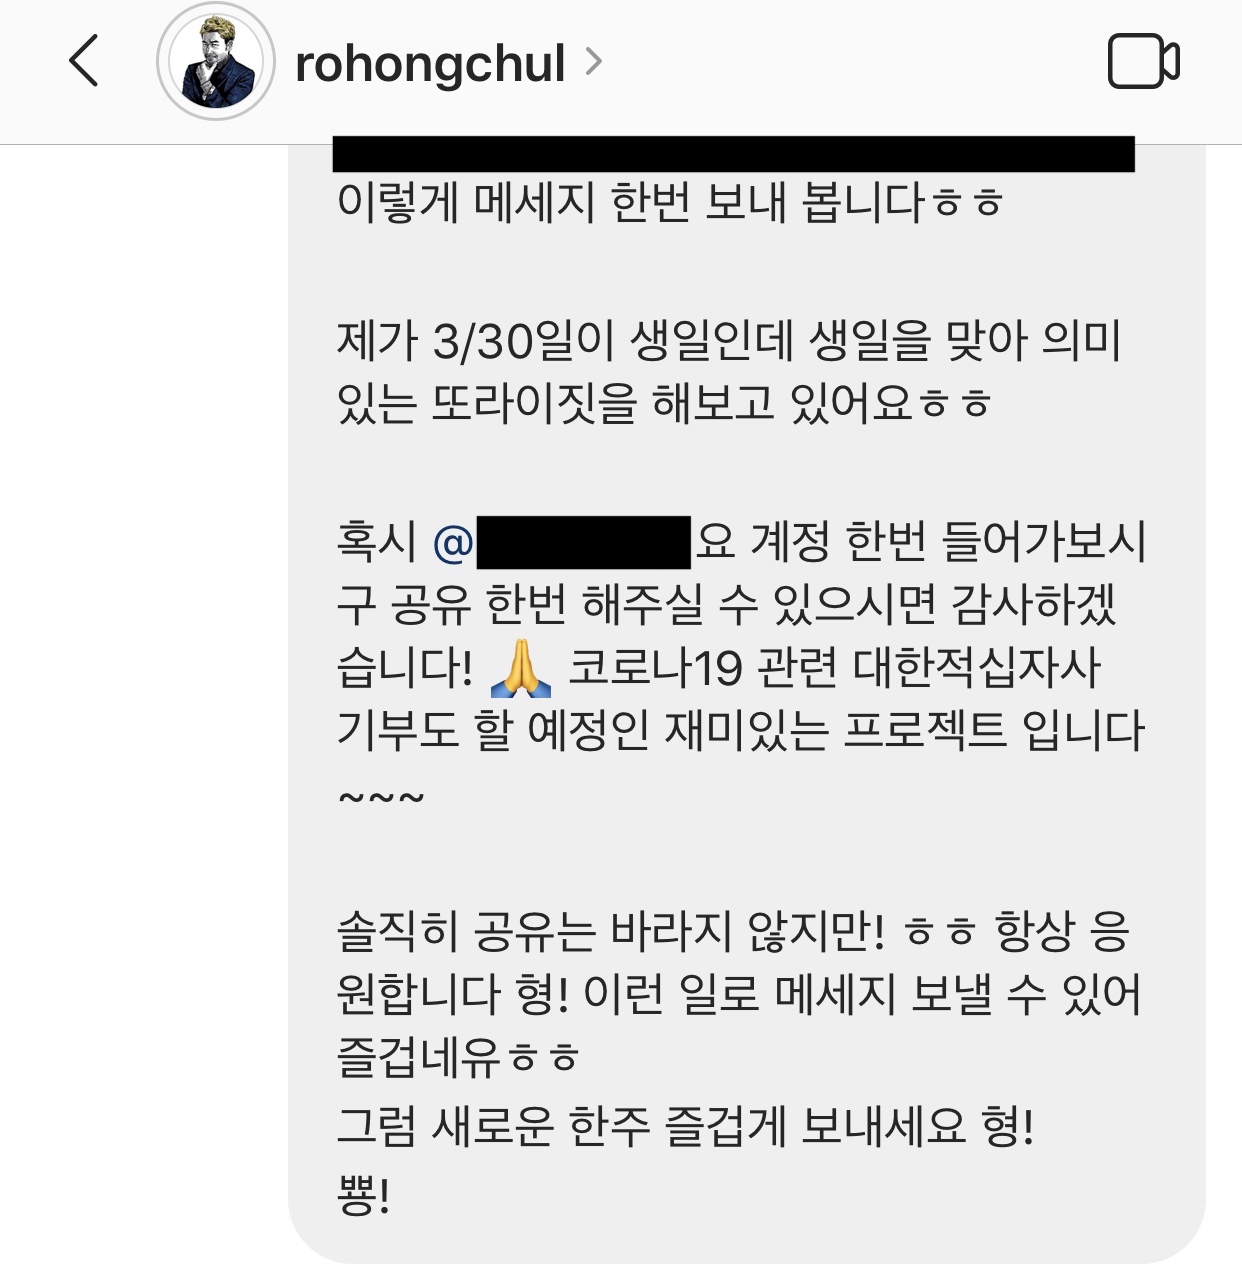 rohongchul
이렇게 메세지 한번 보내 봅니다ㅎㅎ
제가 3/30일이 생일인데 생일을 맞아 의미
있는 또라이짓을 해보고 있어요ㅎㅎ
혹시 @ 요 계정 한번 들어가보시
구 공유 한번 해주실 수 있으시면 감사하겠
습니다! 🙏 코로나19 관련 대한적십자사
기부도 할 예정인 재미있는 프로젝트 입니다
~~~
솔직히 공유는 바라지 않지만! ㅎㅎ 항상 응
원합니다 형! 이런 일로 메세지 보낼 수 있어
즐겁네유ㅎㅎ
그럼 새로운 한주 즐겁게 보내세요 형!
뿅!